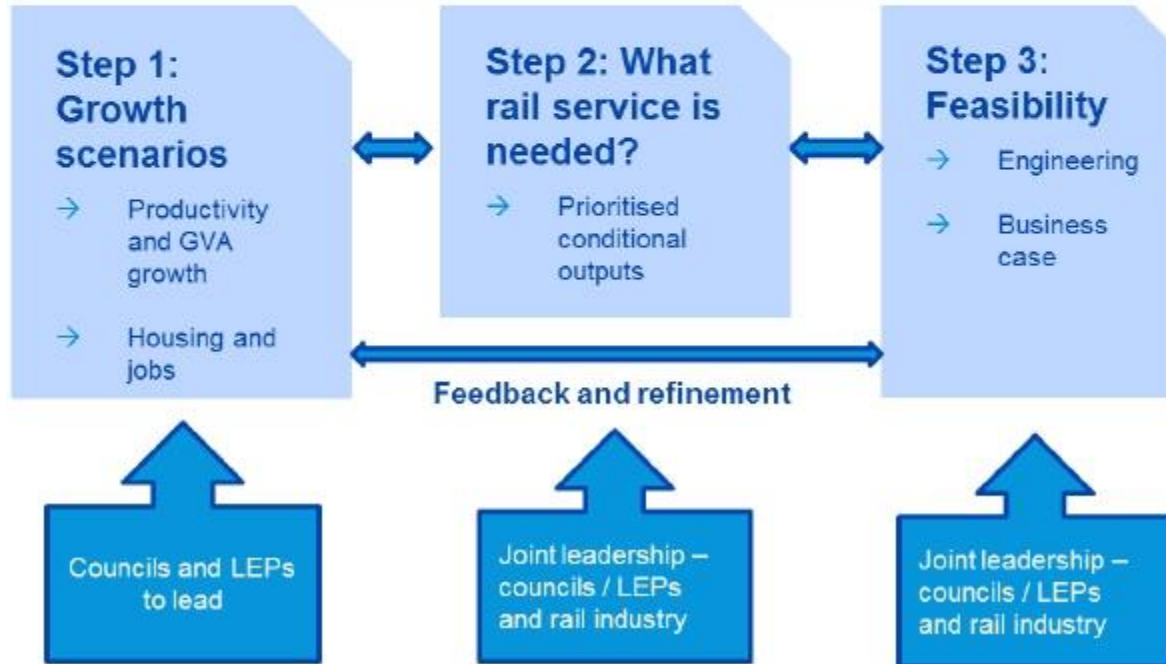 Step 1:
Growth
scenarios
→ Productivity
and GVA
growth
→ Housing and
jobs
Step 2: What
rail service is
needed?
→ Prioritised
conditional
outputs
Step 3:
Feasibility
→ Engineering
→ Business
case
Feedback and refinement
Councils and LEPs
to lead
Joint leadership –
councils / LEPs
and rail industry
Joint leadership –
councils / LEPs
and rail industry